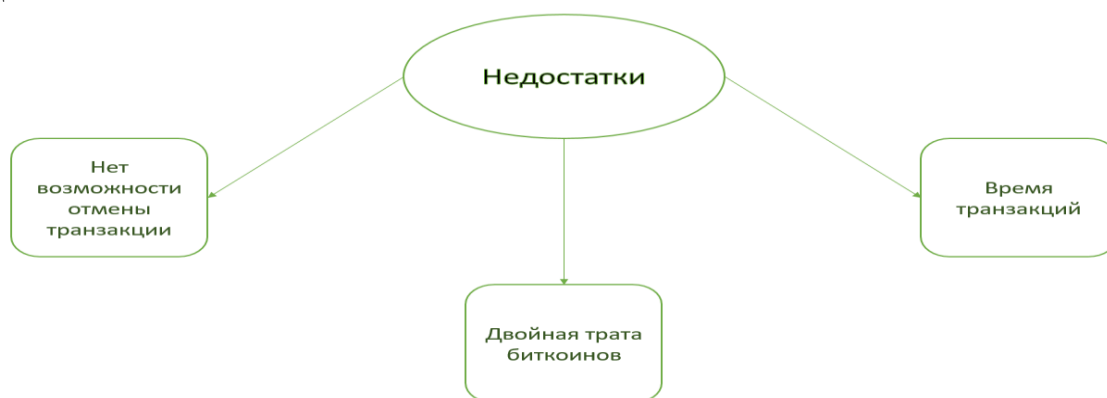 Недостатки
Нет
возможности
отмены
транзакции
Время
транзакций
Двойная трата
биткоинов